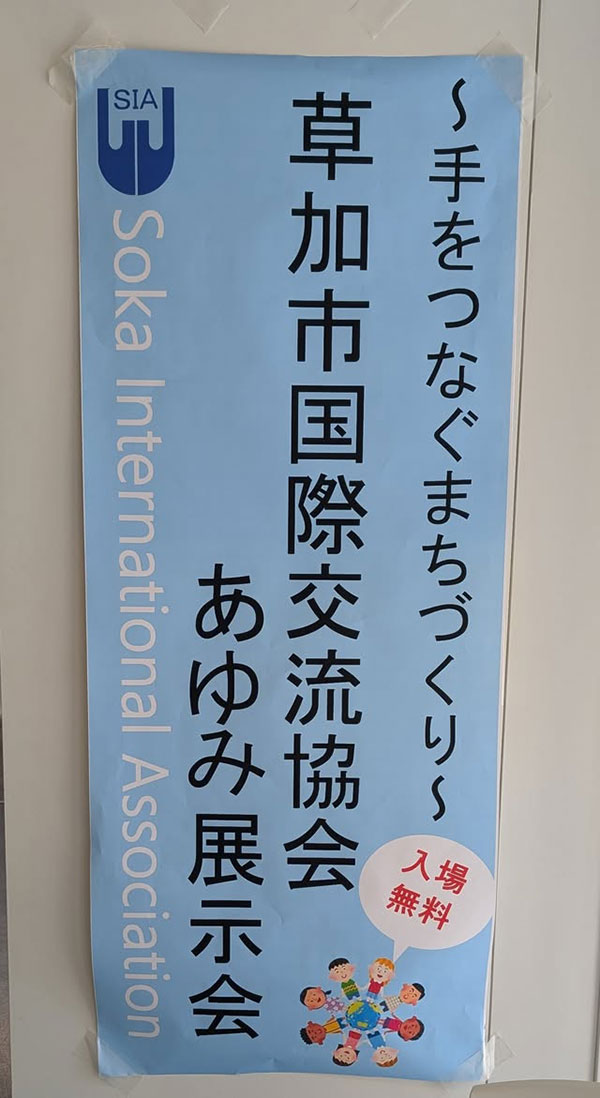 ～手をつなぐまちづくり～
草加市国際交流協会
あゆみ展示会
SIA
Soka International Association
入場
無料